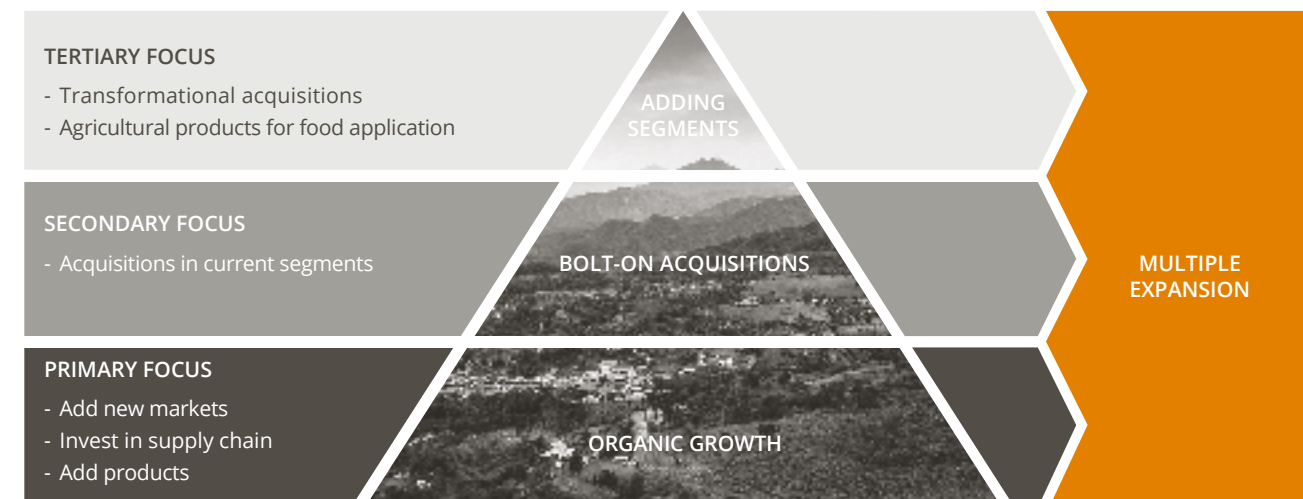 TERTIARY FOCUS
- Transformational acquisitions
- Agricultural products for food application
ADDING
SEGMENTS
SECONDARY FOCUS
- Acquisitions in current segments
BOLT-ON ACQUISITIONS
MULTIPLE
EXPANSION
PRIMARY FOCUS
- Add new markets
- Invest in supply chain
- Add products
ORGANIC GROWTH